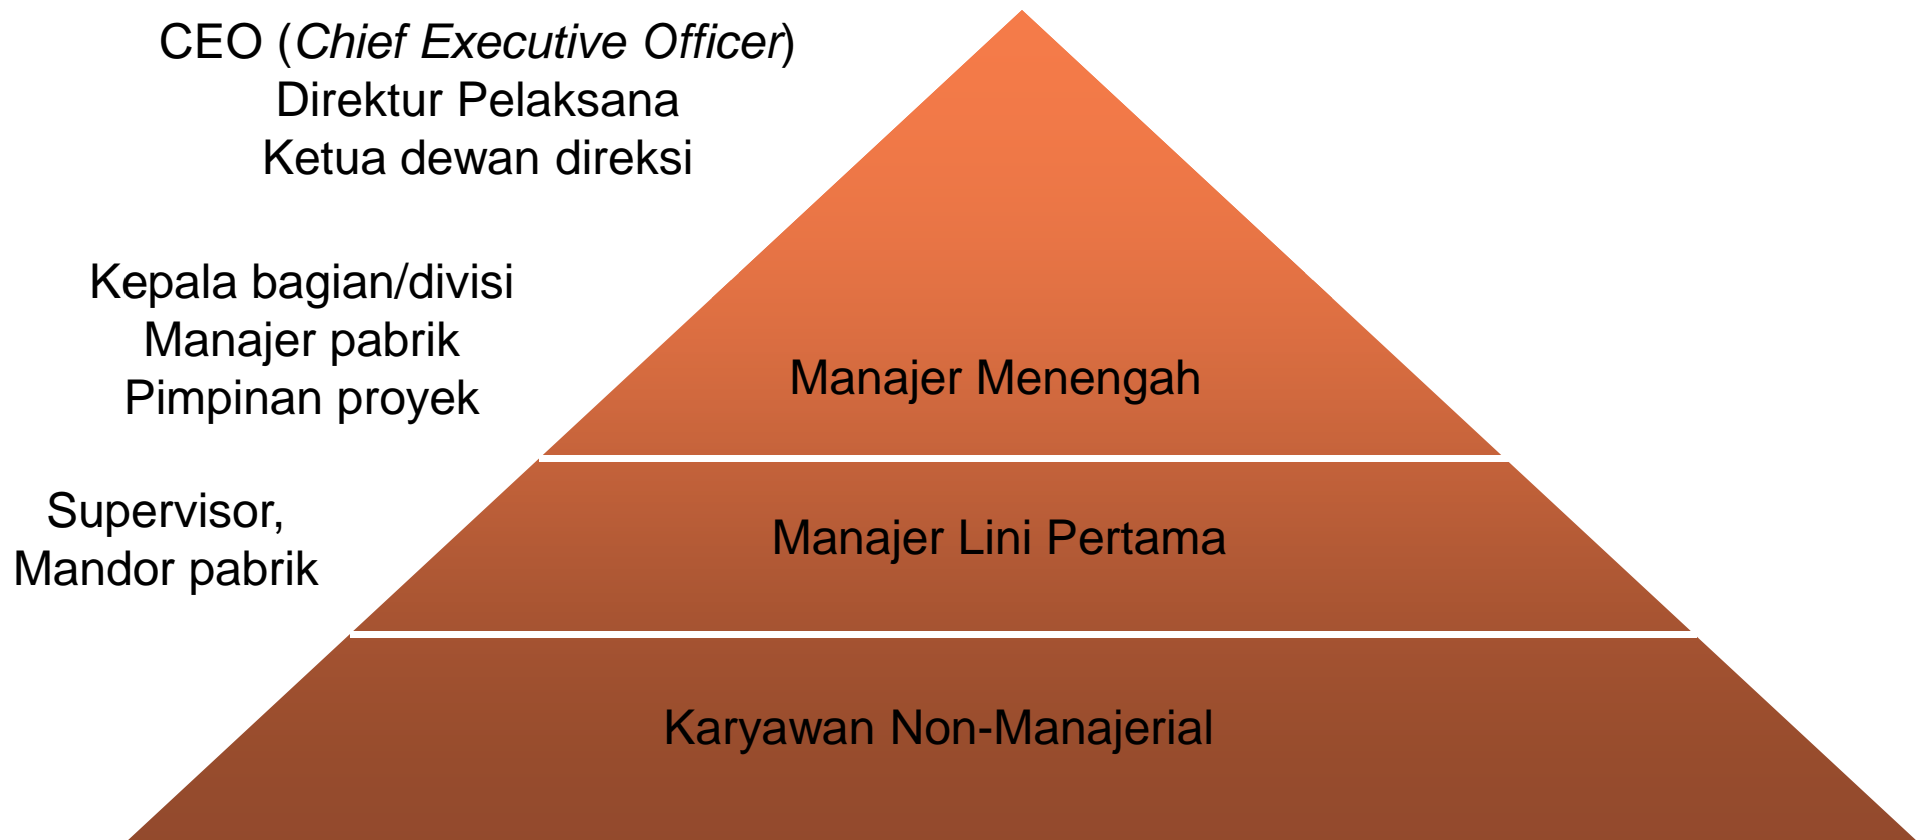 CEO (Chief Executive Officer)
Direktur Pelaksana
Ketua dewan direksi
Kepala bagian/divisi
Manajer pabrik
Pimpinan proyek
Manajer Menengah
Supervisor,
Mandor pabrik
Manajer Lini Pertama
Karyawan Non-Manajerial